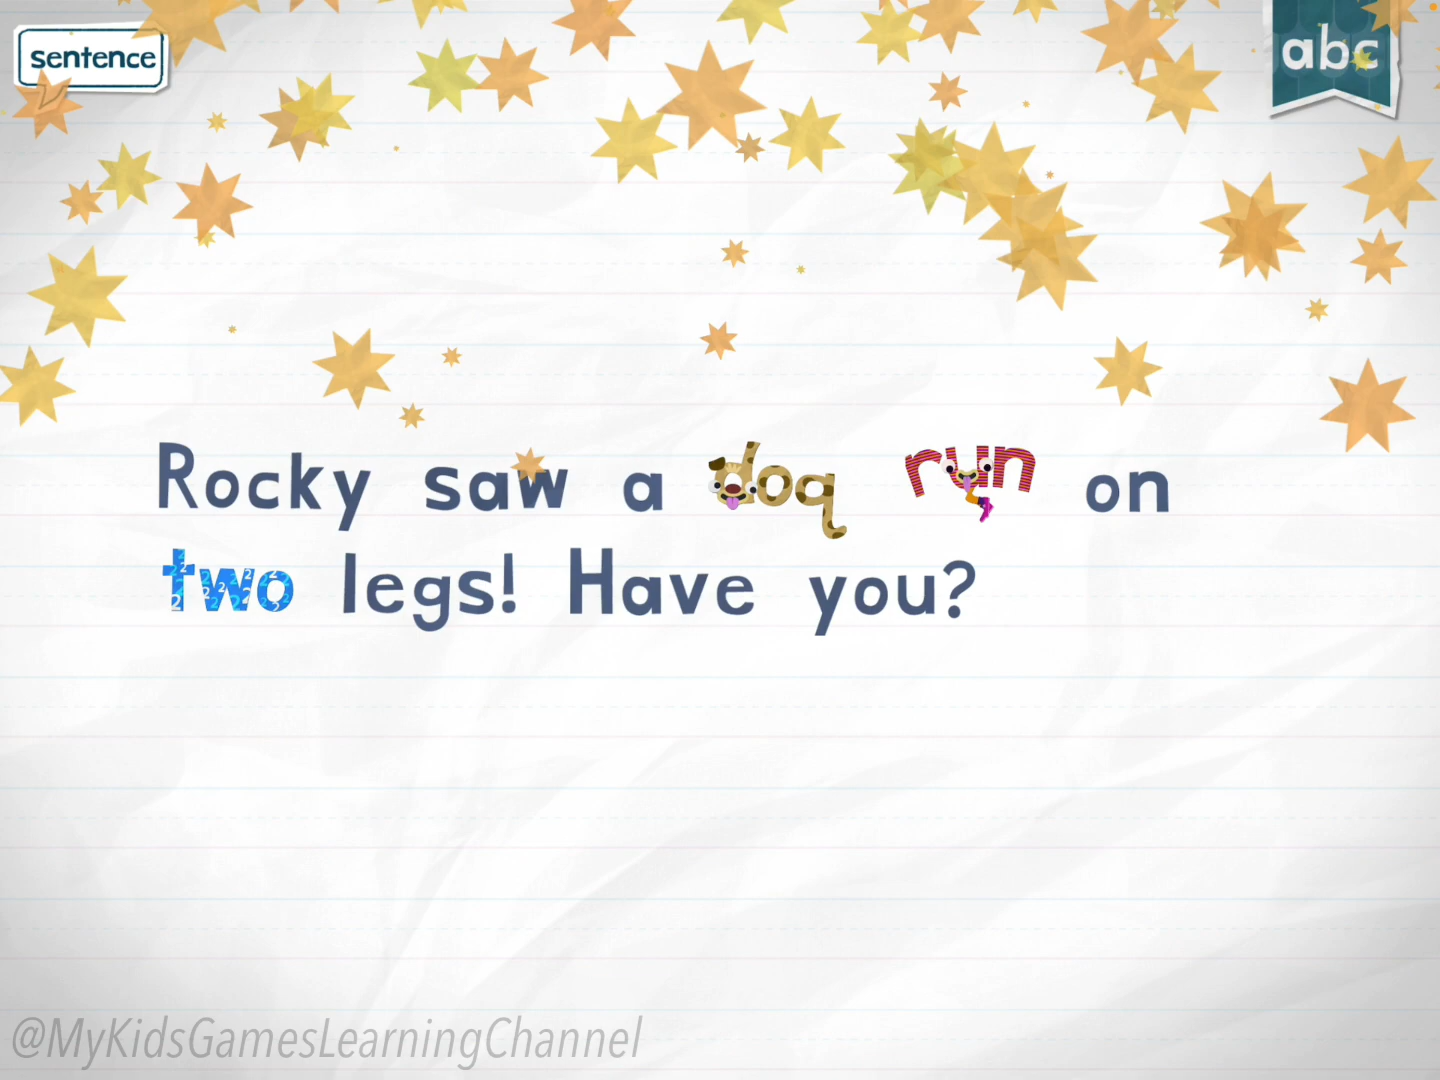 sentence
abc
Rocky saw a dog run on
two legs! Have you?
@MyKidsGamesLearningChannel